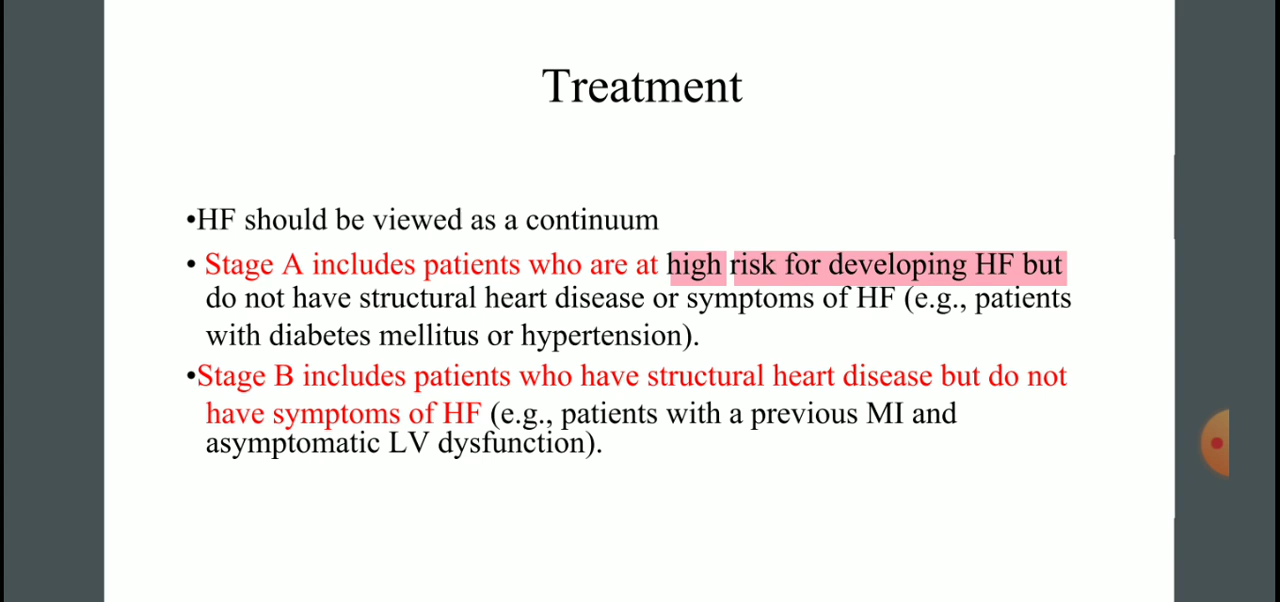 Treatment
•HF should be viewed as a continuum
• Stage A includes patients who are at high risk for developing HF but
do not have structural heart disease or symptoms of HF (e.g., patients
with diabetes mellitus or hypertension).
•Stage B includes patients who have structural heart disease but do not
have symptoms of HF (e.g., patients with a previous MI and
asymptomatic LV dysfunction).